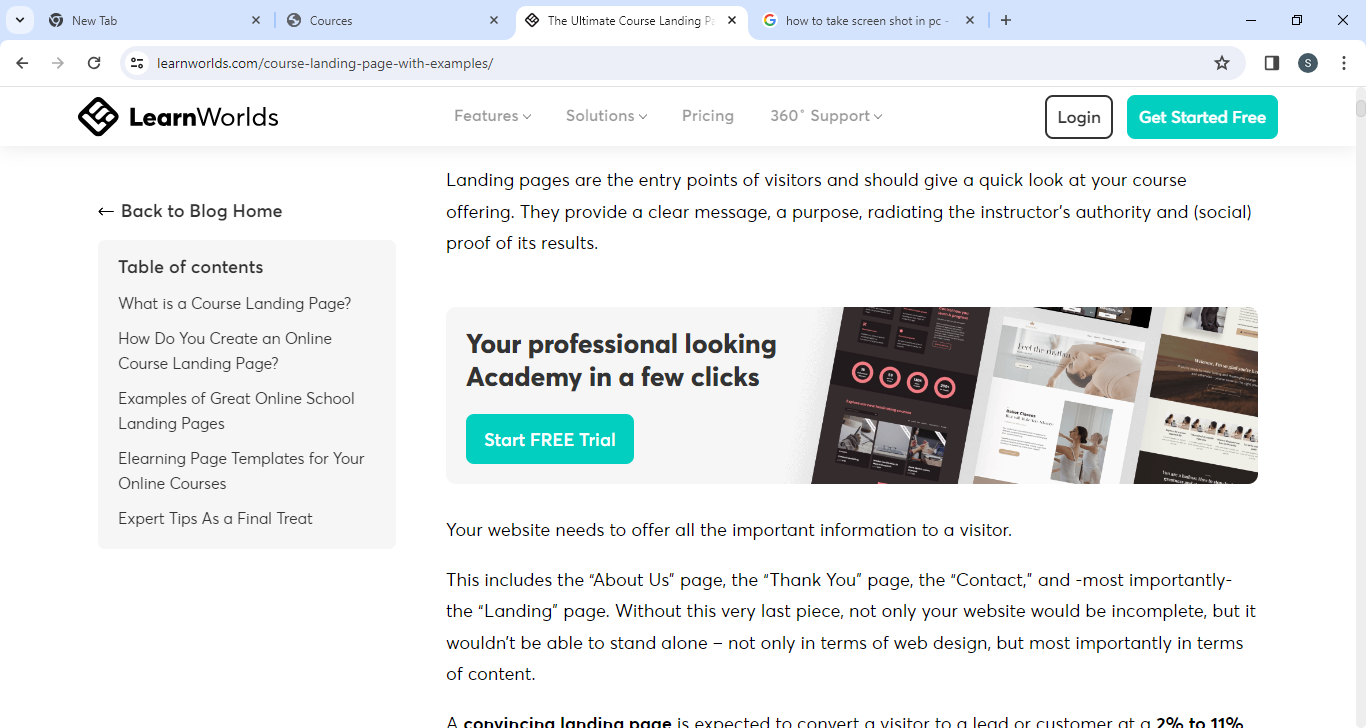 New Tab
Cources
The Ultimate Course Landing Pa
how to take screen shot in pc -
learnworlds.com/course-landing-page-with-examples/
S
LearnWorlds
Features
Solutions
Pricing
360° Support
Login
Get Started Free
← Back to Blog Home
Table of contents
What is a Course Landing Page?
How Do You Create an Online
Course Landing Page?
Examples of Great Online School
Landing Pages
Elearning Page Templates for Your
Online Courses
Expert Tips As a Final Treat
Landing pages are the entry points of visitors and should give a quick look at your course
offering. They provide a clear message, a purpose, radiating the instructor's authority and (social)
proof of its results.
Your professional looking
Academy in a few clicks
Start FREE Trial
Feel the rhythm
Your website needs to offer all the important information to a visitor.
This includes the “About Us” page, the “Thank You” page, the “Contact,” and -most importantly-
the “Landing” page. Without this very last piece, not only your website would be incomplete, but it
wouldn't be able to stand alone – not only in terms of web design, but most importantly in terms
of content.
A convincing landing page is expected to convert a visitor to a lead or customer at a 2% to 11%